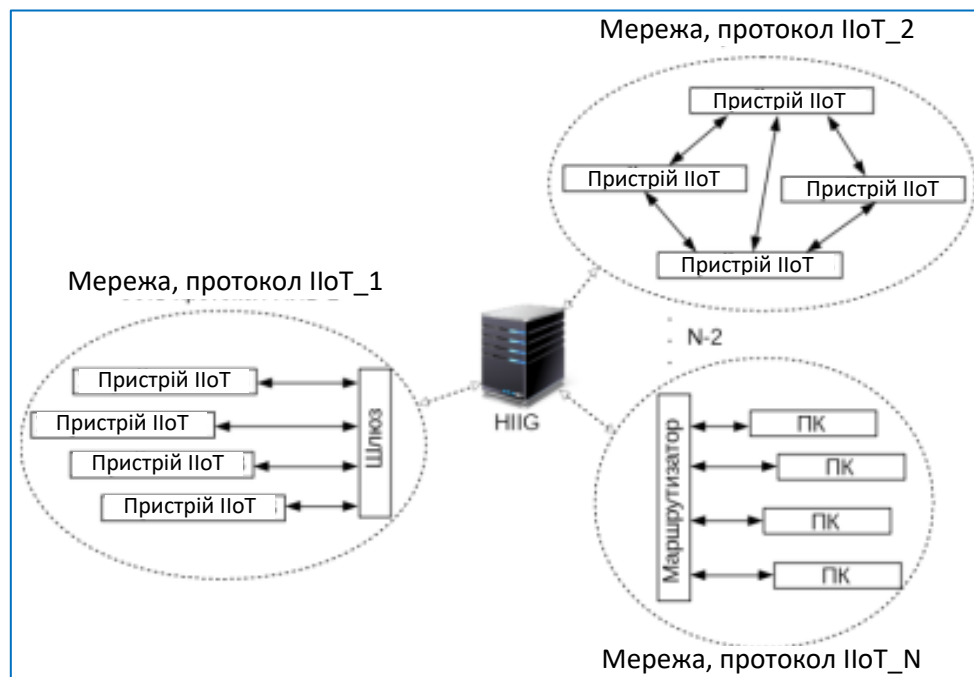 Мережа, протокол IIoT_2
Пристрій IIoT
Пристрій IIoT
Пристрій IIoT
Пристрій IIoT
Мережа, протокол IIoT_1
Пристрій IIoT
Пристрій IIoT
Пристрій IIoT
Пристрій IIoT
Шлюз
HIIG
N-2
Маршрутизатор
ПК
ПК
ПК
ПК
Мережа, протокол IIoT_N